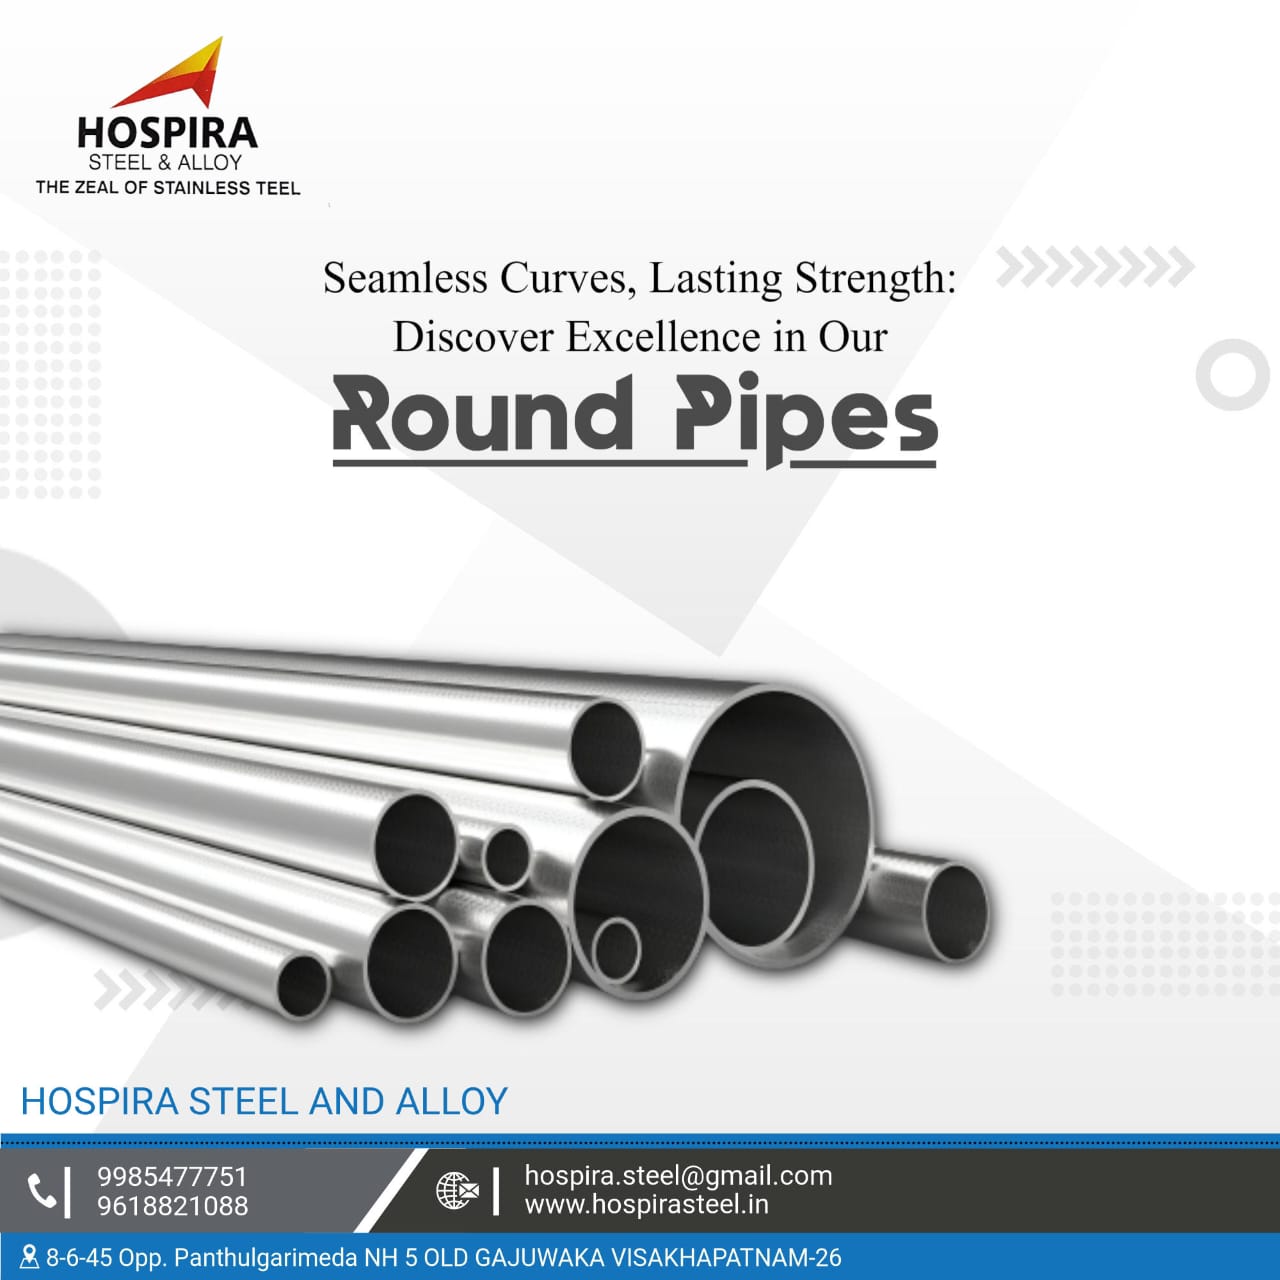 HOSPIRA
STEEL & ALLOY
THE ZEAL OF STAINLESS TEEL
Seamless Curves, Lasting Strength:
Discover Excellence in Our
Round Pipes
HOSPIRA STEEL AND ALLOY
9985477751
9618821088
hospira.steel@gmail.com
www.hospirasteel.in
8-6-45 Opp. Panthulgarimeda NH 5 OLD GAJUWAKA VISAKHAPATNAM-26